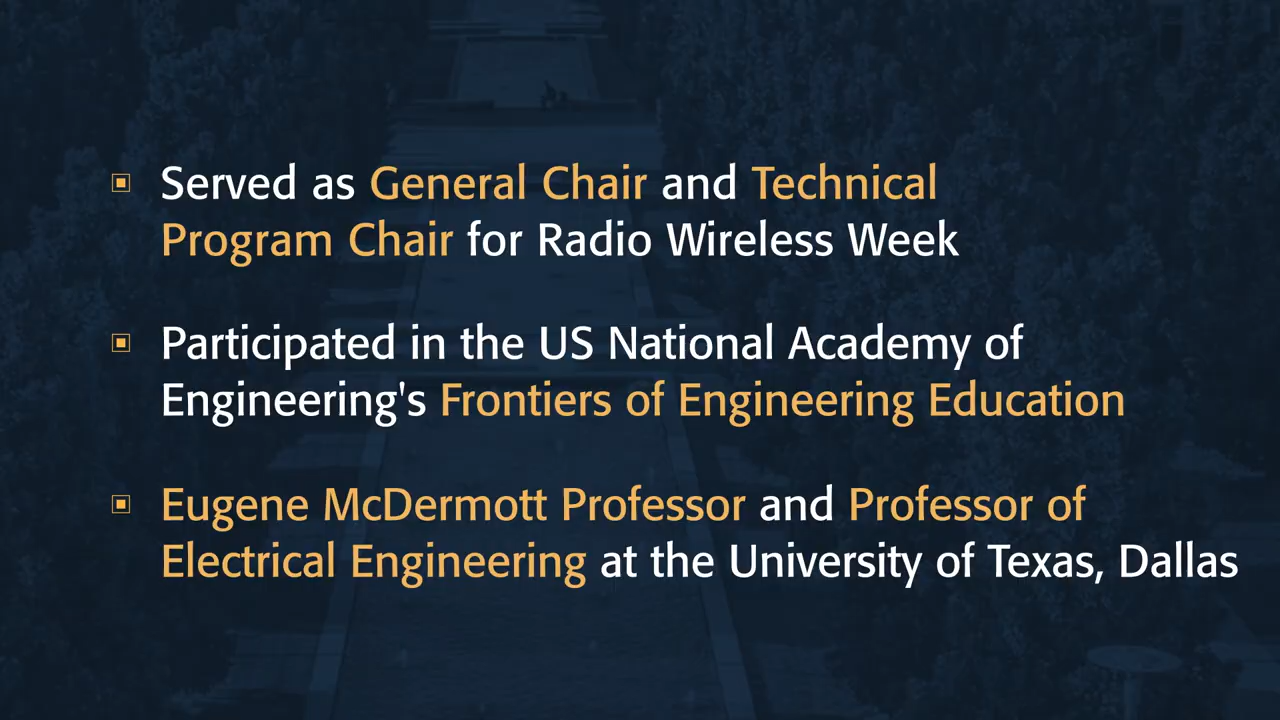 Served as General Chair and Technical
Program Chair for Radio Wireless Week
Participated in the US National Academy of
Engineering's Frontiers of Engineering Education
Eugene McDermott Professor and Professor of
Electrical Engineering at the University of Texas, Dallas